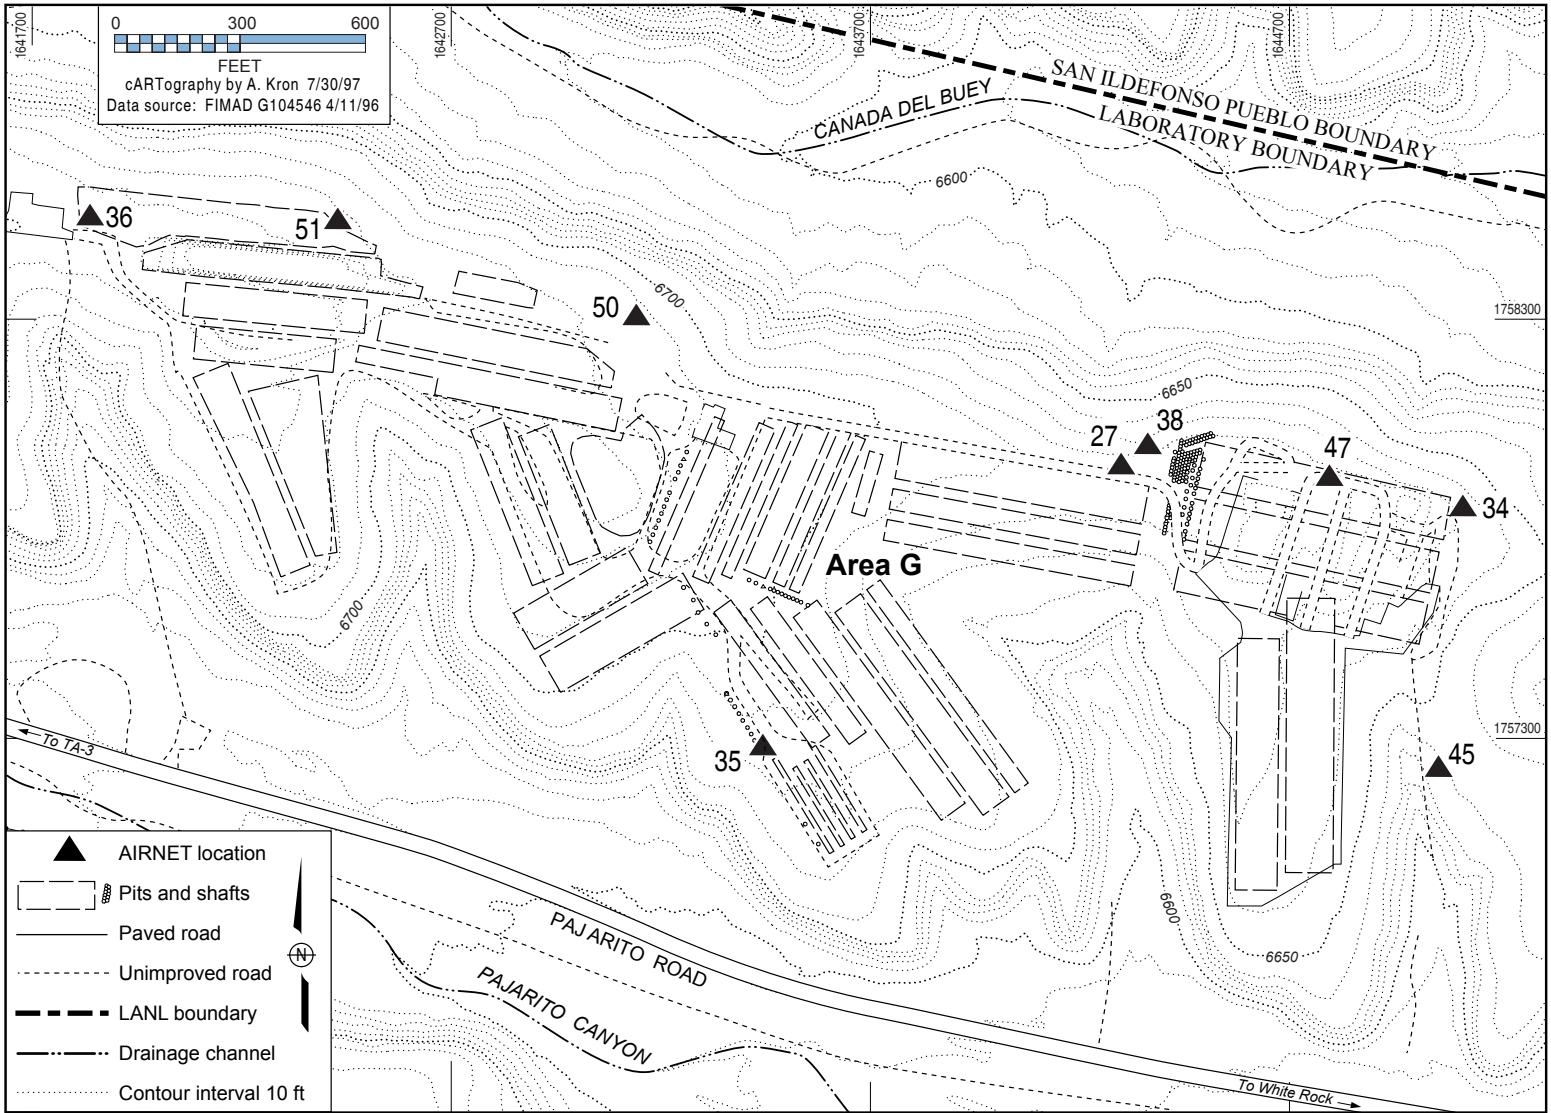 0 300 600
FEET
cARTography by A. Kron 7/30/97
Data source: FIMAD G104546 4/11/96
1641700
1642700
1643700
1644700
SAN ILDEFONSO PUEBLO BOUNDARY
LABORATORY BOUNDARY
CANADA DEL BUEY
6600
36
51
50
6700
1758300
6650
38
27
47
34
Area G
6700
35
45
1757300
To TA-3
6600
6650
PAJARITO ROAD
PAJARITO CANYON
To White Rock
AIRNET location
Pits and shafts
Paved road
Unimproved road
LANL boundary
Drainage channel
Contour interval 10 ft
N